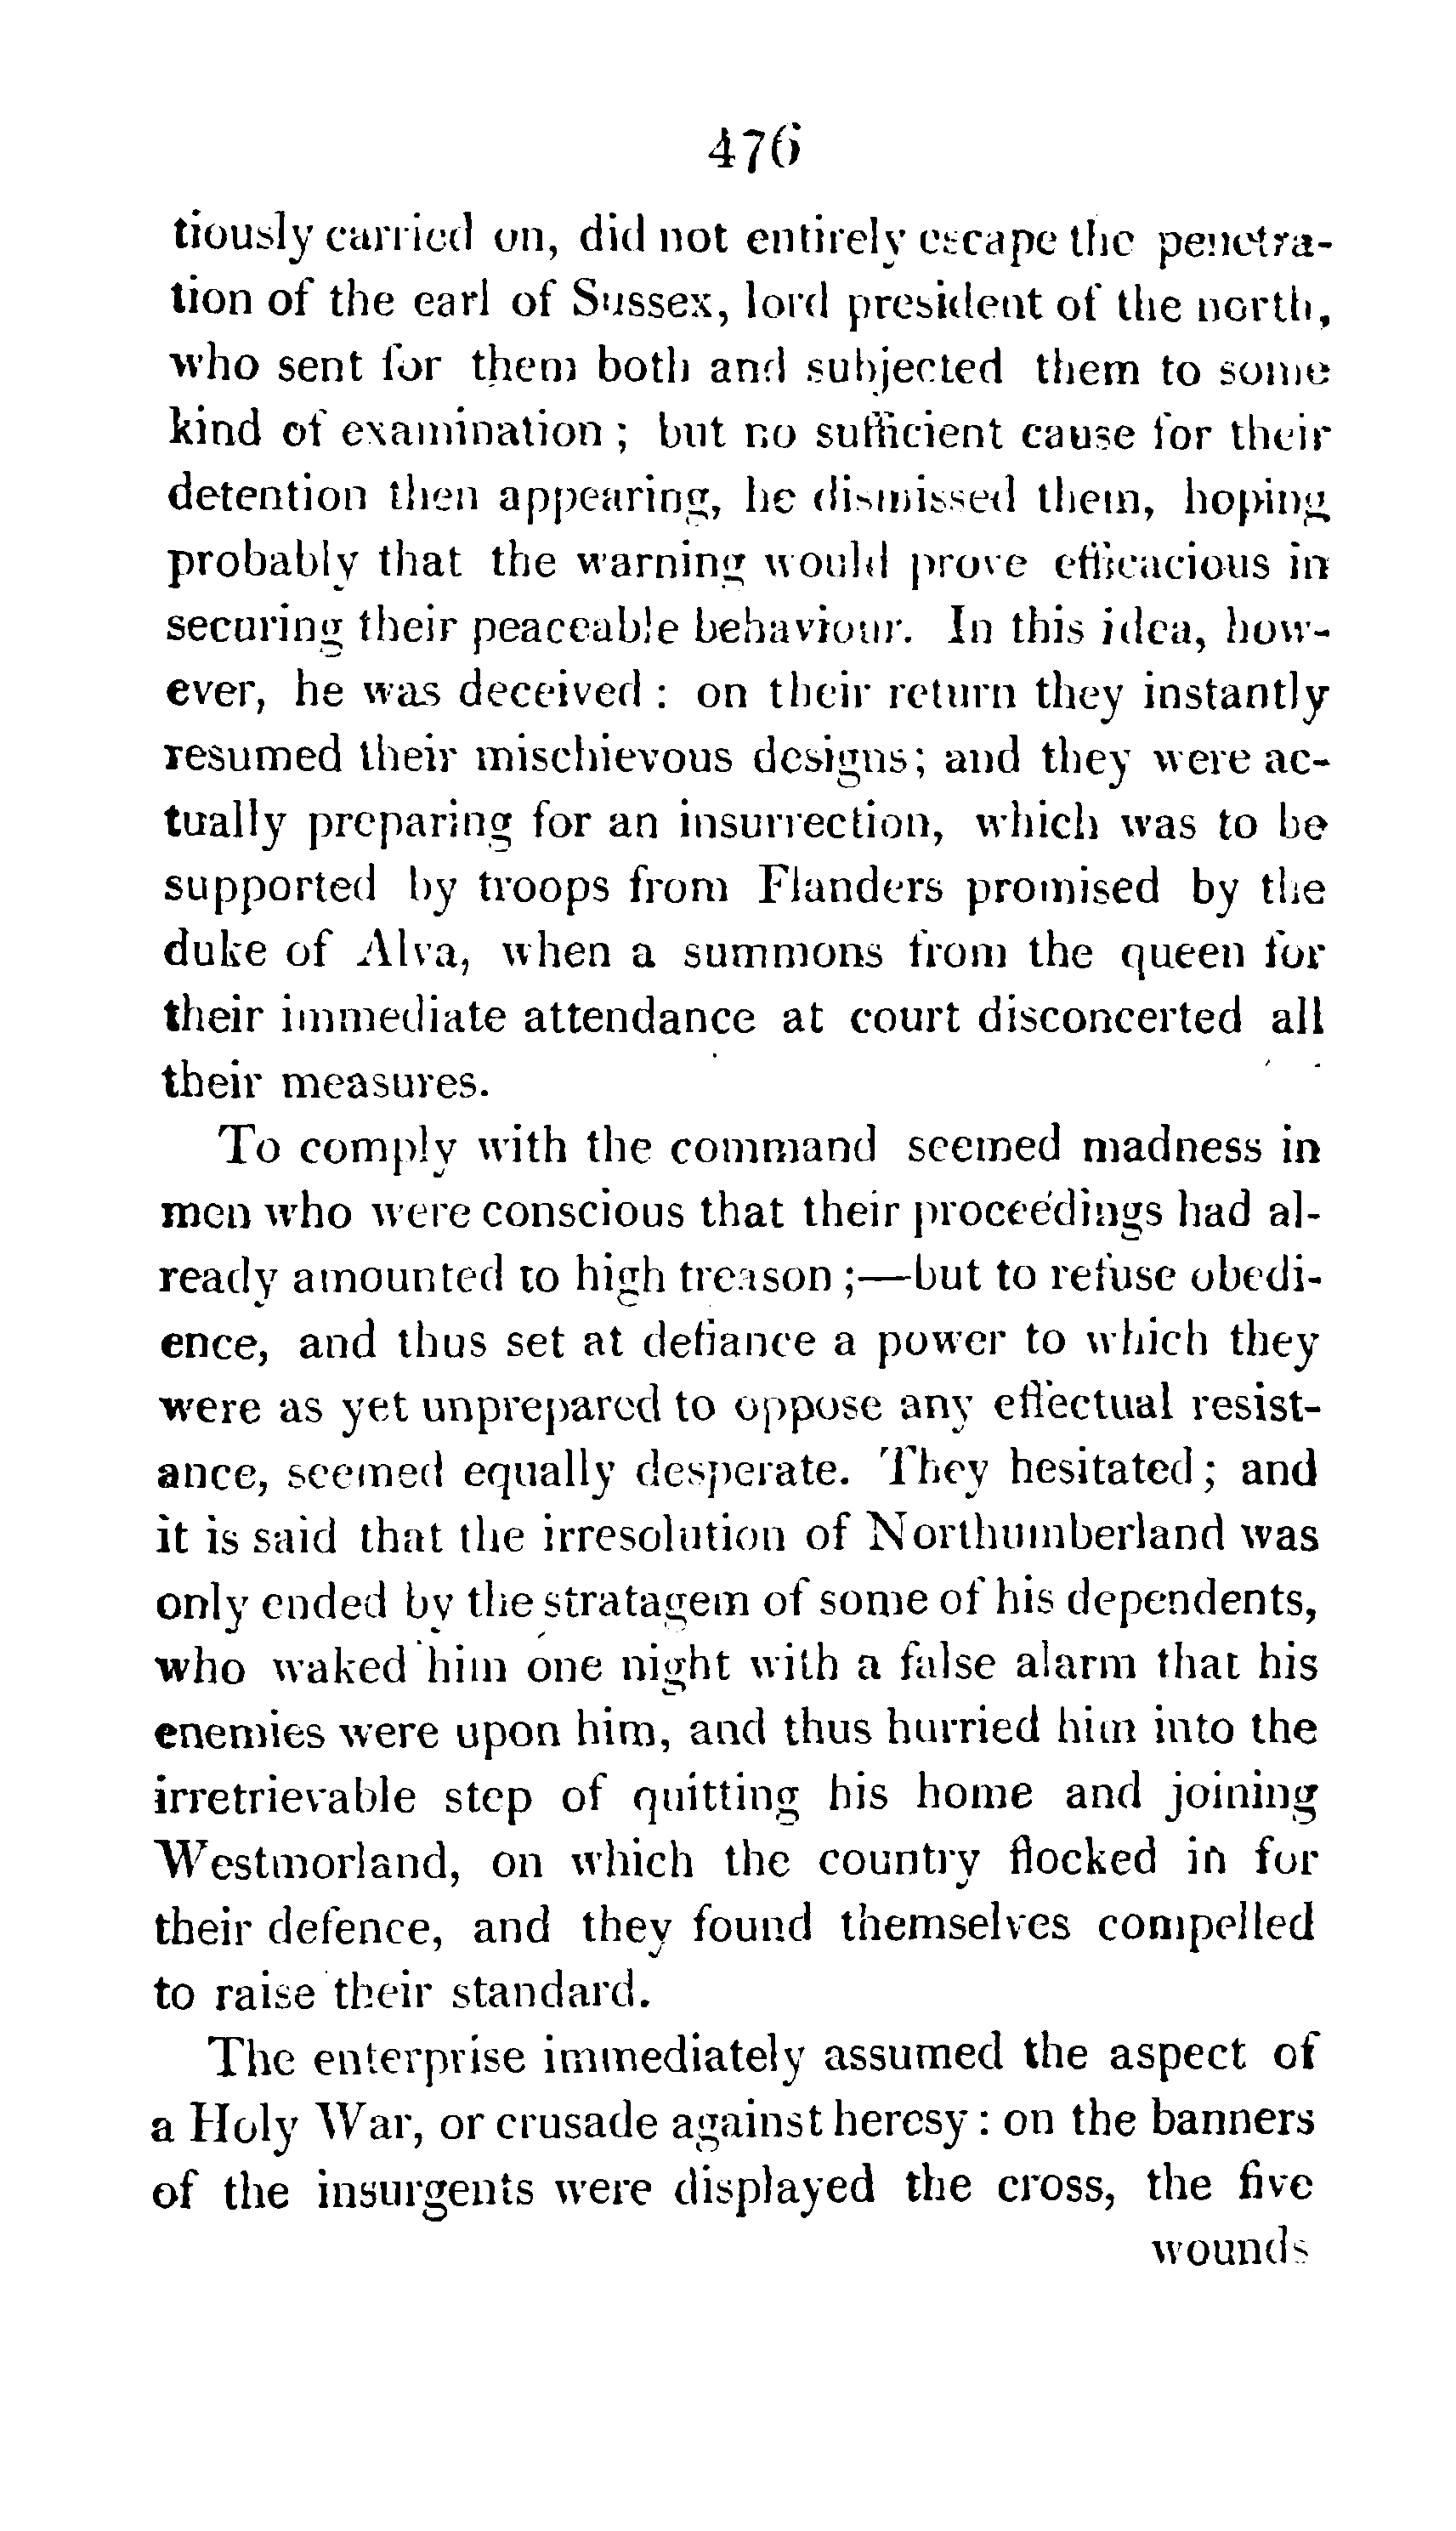 476
tiously carried on, did not entirely escape the penetra-
tion of the earl of Sussex, lord president of the north,
who sent for them both and subjected them to some
kind of examination ; but no sufficient cause for their
detention then appearing, he dismissed them, hoping
probably that the warning would prove efficacious in
securing their peaceable behaviour. In this idea, how-
ever, he was deceived : on their return they instantly
resumed their mischievous designs; and they were ac-
tually preparing for an insurrection, which was to be
supported by troops from Flanders promised by the
duke of Alva, when a summons from the queen for
their immediate attendance at court disconcerted all
their measures.
To comply with the command seemed madness in
men who were conscious that their proceedings had al-
ready amounted to high treason ;—but to refuse obedi-
ence, and thus set at defiance a power to which they
were as yet unprepared to oppose any effectual resist-
ance, seemed equally desperate. They hesitated; and
it is said that the irresolution of Northumberland was
only ended by the stratagem of some of his dependents,
who waked him one night with a false alarm that his
enemies were upon him, and thus hurried him into the
irretrievable step of quitting his home and joining
Westmorland, on which the country flocked in for
their defence, and they found themselves compelled
to raise their standard.
The enterprise immediately assumed the aspect of
a Holy War, or crusade against heresy : on the banners
of the insurgents were displayed the cross, the five
wounds